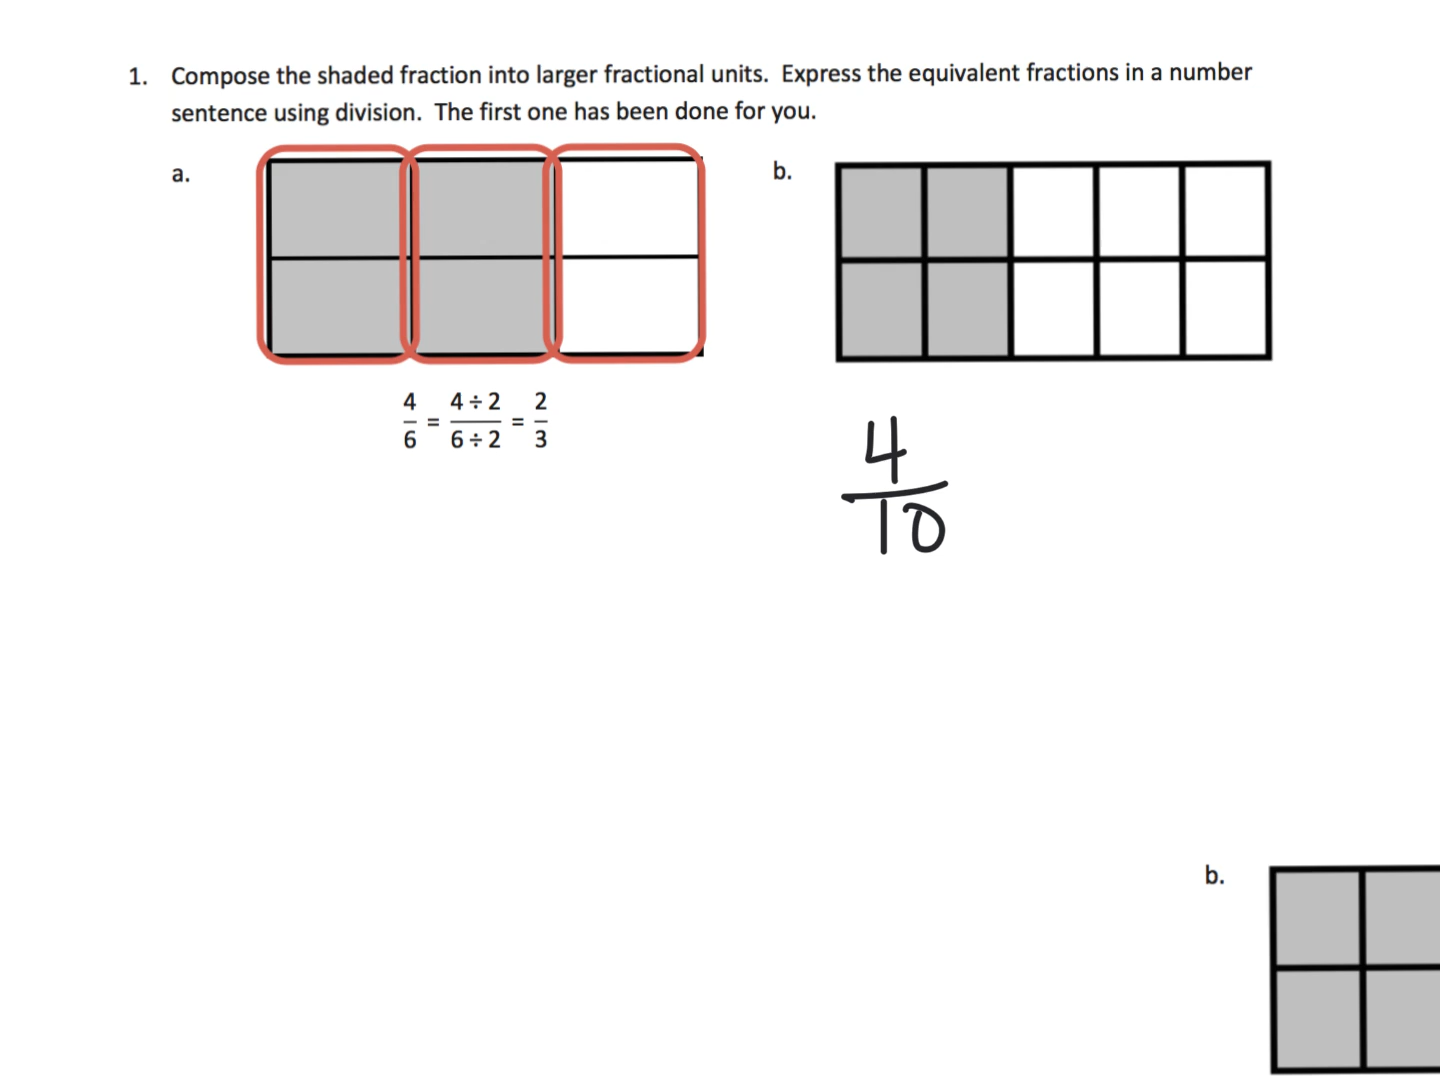 1. Compose the shaded fraction into larger fractional units. Express the equivalent fractions in a number
sentence using division. The first one has been done for you.
a.
b.
4/6 = 4 ÷ 2/6 ÷ 2 = 2/3
4/10
b.